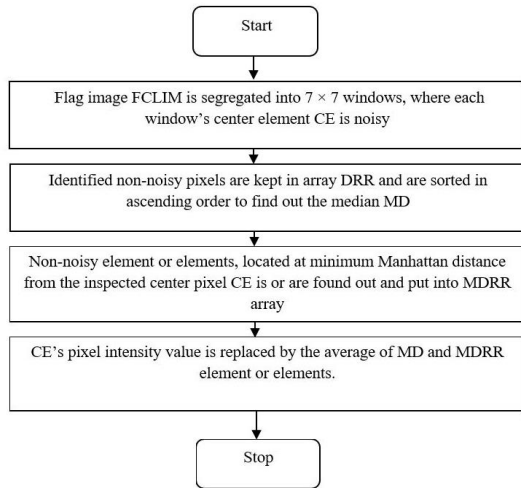 Start
Flag image FCLIM is segregated into 7 × 7 windows, where each
window's center element CE is noisy
Identified non-noisy pixels are kept in array DRR and are sorted in
ascending order to find out the median MD
Non-noisy element or elements, located at minimum Manhattan distance
from the inspected center pixel CE is or are found out and put into MDRR
array
CE's pixel intensity value is replaced by the average of MD and MDRR
element or elements.
Stop